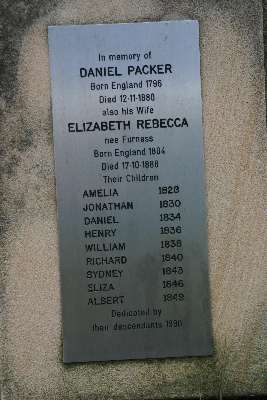 In memory of
DANIEL PACKER
Born England 1796
Died 12-11-1880
also his Wife
ELIZABETH REBECCA
nee Furness
Born England 1804
Died 17-10-1888
Their Children
AMELIA 1828
JONATHAN 1830
DANIEL 1834
HENRY 1836
WILLIAM 1838
RICHARD 1840
SYDNEY 1843
ELIZA 1846
ALBERT 1849
Dedicated by
their descendants 1990